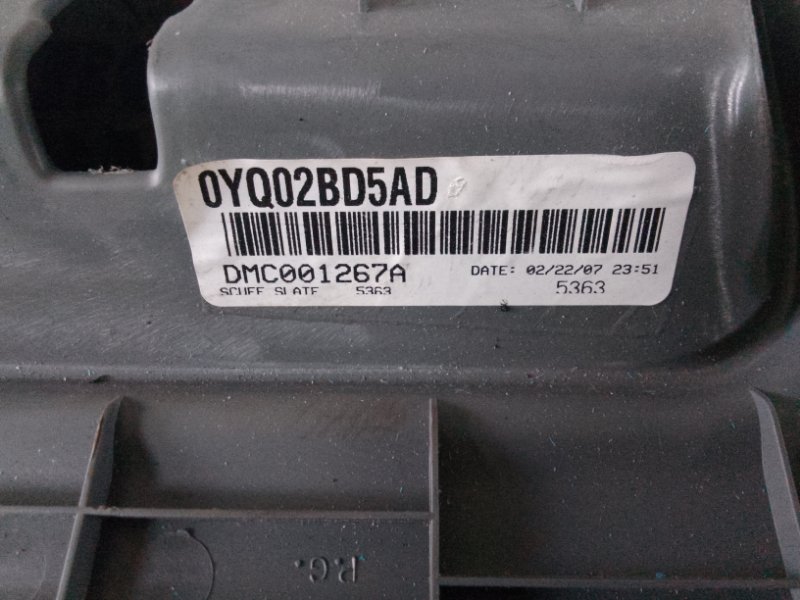 0YQ02BD5AD
DMC001267A DATE: 02/22/07 23:51
SCUFF SLATE 5363 5363
P.G.